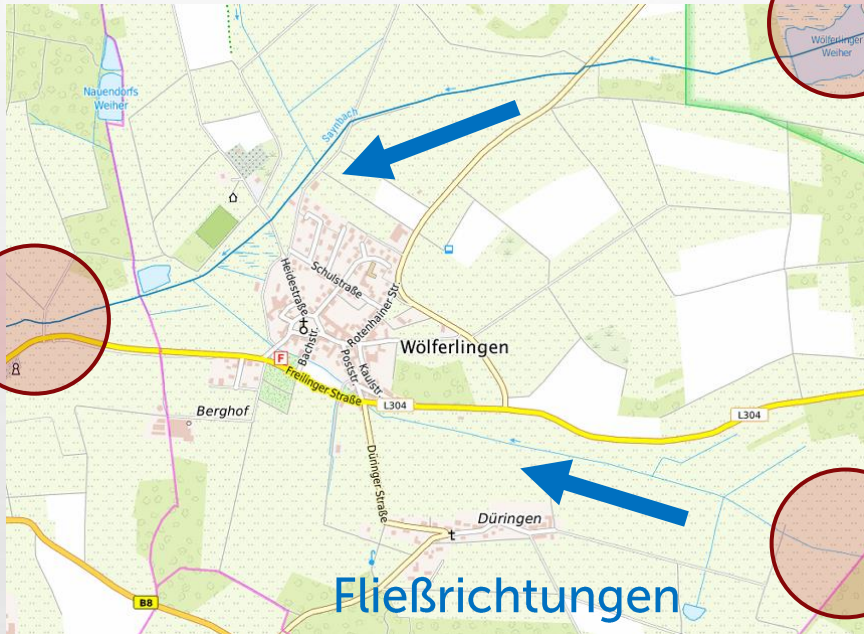 Wölferlinger
Weiher
Nauendorfs
Weiher
Saynbach
Schulstraße
Heidestraße
Rotenhainer Str.
Bachstr.
Poststr.
Kaulstr.
Wölferlingen
F
Freilinger Straße
L304
L304
Berghof
Düringer Straße
Düringen
B8
Fließrichtungen